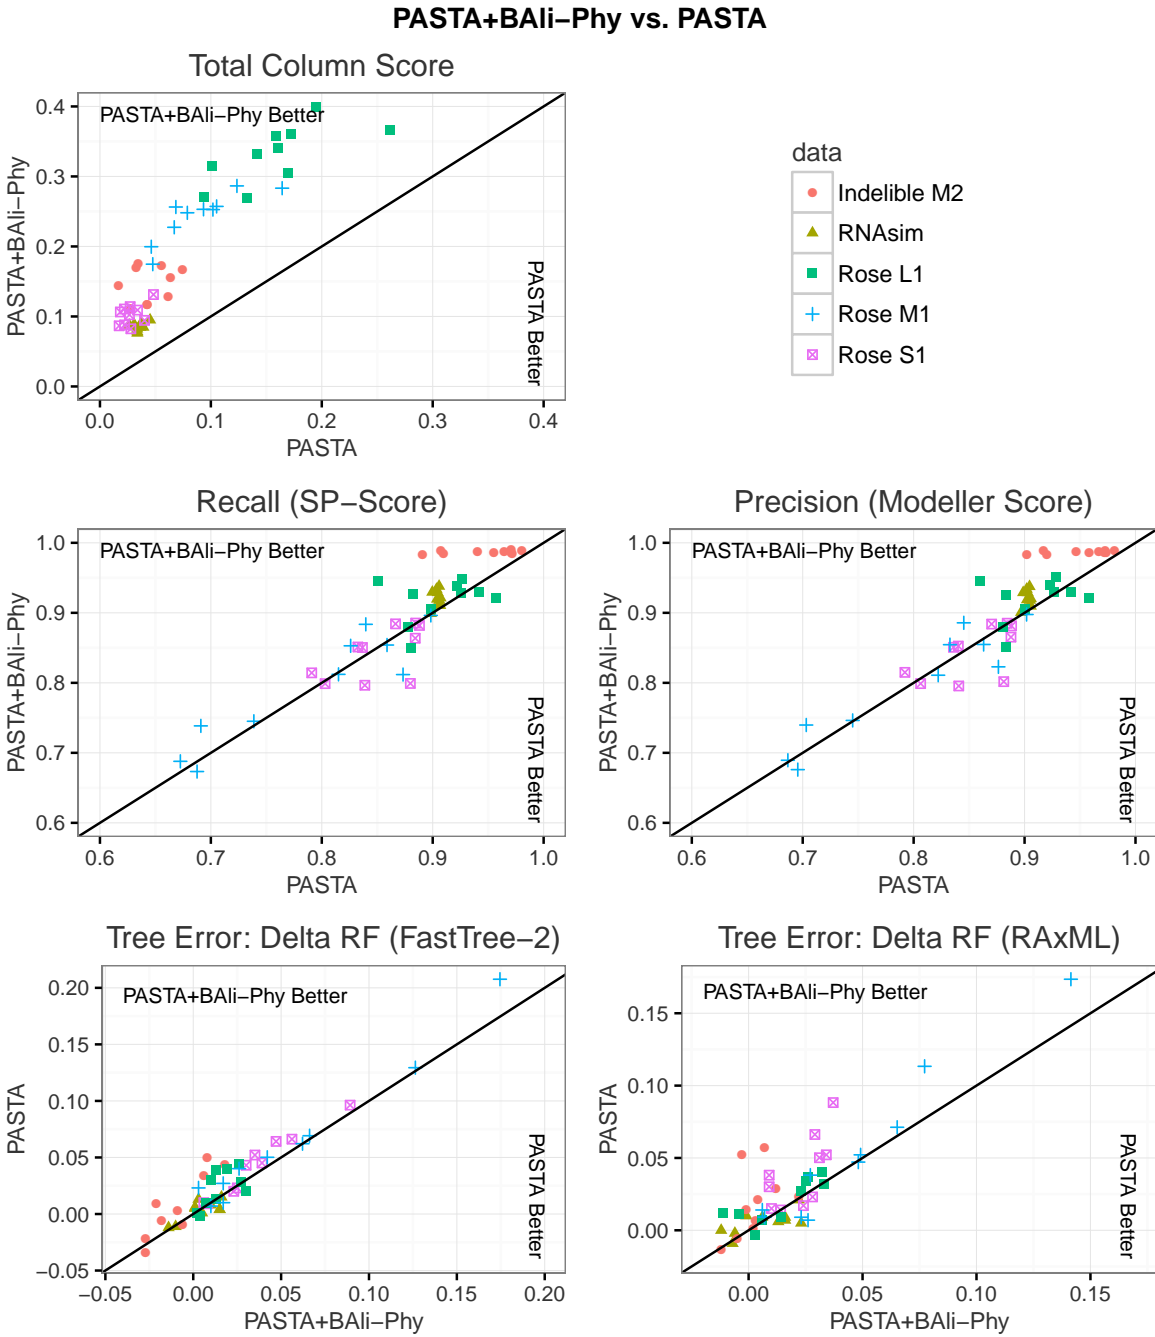 PASTA+BAli−Phy vs. PASTA
Total Column Score
PASTA+BAli−Phy Better
PASTA Better
0.4
0.3
0.2
0.1
0.0
PASTA+BAli−Phy
0.0 0.1 0.2 0.3 0.4
PASTA
data
Indelible M2
RNAsim
Rose L1
Rose M1
Rose S1
Recall (SP−Score)
PASTA+BAli−Phy Better
PASTA Better
1.0
0.9
0.8
0.7
0.6
PASTA+BAli−Phy
0.6 0.7 0.8 0.9 1.0
PASTA
Precision (Modeller Score)
PASTA+BAli−Phy Better
PASTA Better
1.0
0.9
0.8
0.7
0.6
PASTA+BAli−Phy
0.6 0.7 0.8 0.9 1.0
PASTA
Tree Error: Delta RF (FastTree−2)
PASTA+BAli−Phy Better
PASTA Better
0.20
0.15
0.10
0.05
0.00
−0.05
PASTA
−0.05 0.00 0.05 0.10 0.15 0.20
PASTA+BAli−Phy
Tree Error: Delta RF (RAxML)
PASTA+BAli−Phy Better
PASTA Better
0.15
0.10
0.05
0.00
PASTA
0.00 0.05 0.10 0.15
PASTA+BAli−Phy